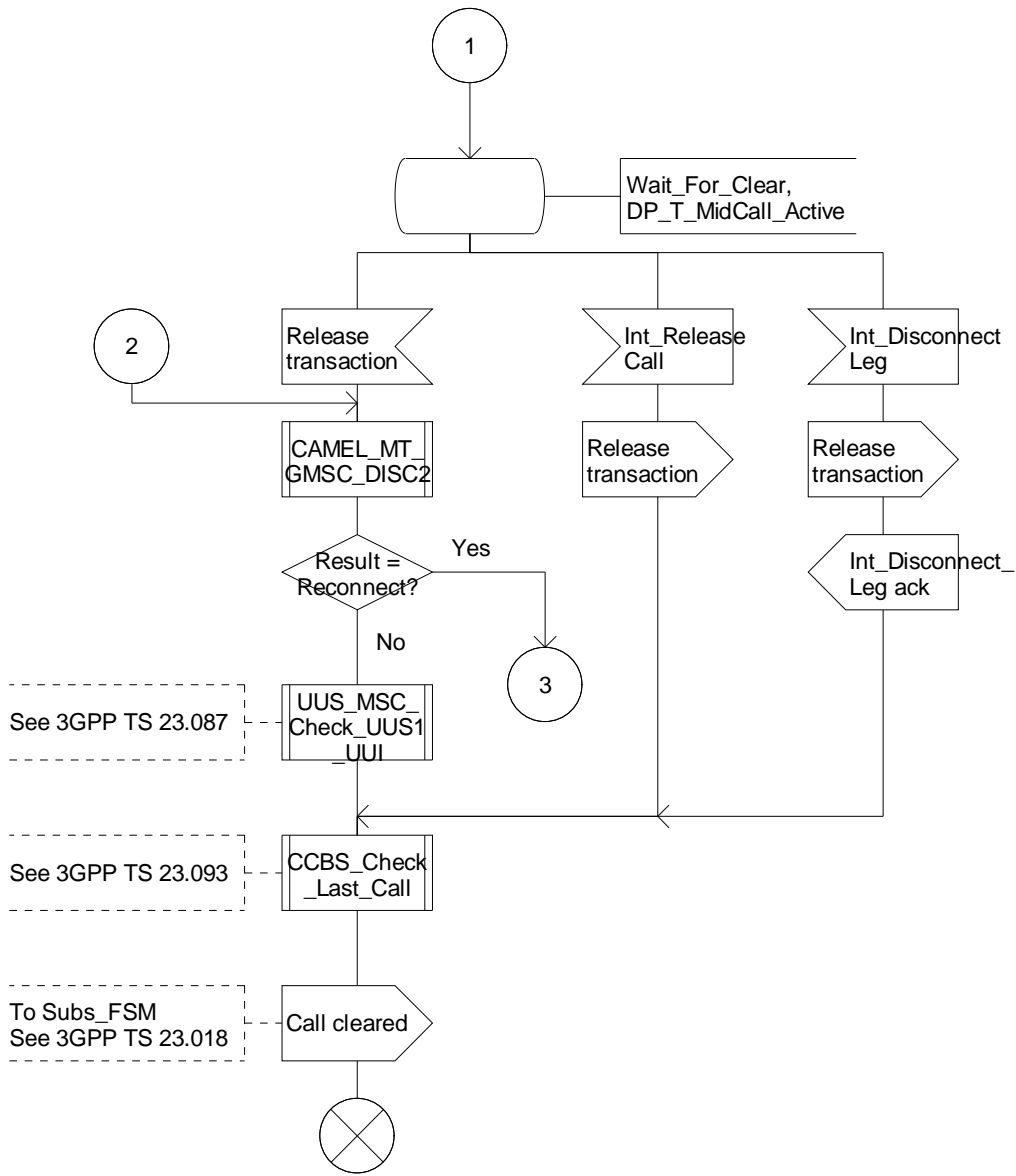 1
Wait_For_Clear,
DP_T_MidCall_Active
Release
transaction
Int_Release
Call
Int_Disconnect
Leg
2
CAMEL_MT_
GMSC_DISC2
Release
transaction
Release
transaction
Result =
Reconnect?
Yes
No
Int_Disconnect_
Leg ack
3
See 3GPP TS 23.087
UUS_MSC_
Check_UUS1
_UUI
See 3GPP TS 23.093
CCBS_Check
_Last_Call
To Subs_FSM
See 3GPP TS 23.018
Call cleared